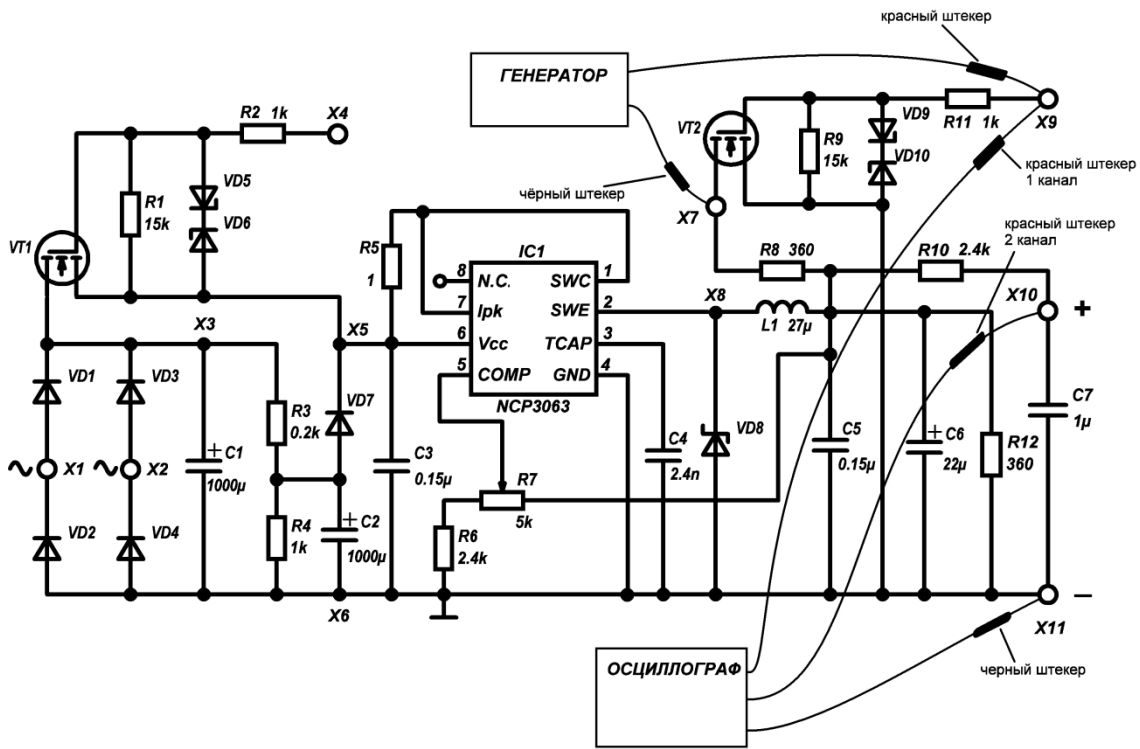 красный штекер
ГЕНЕРАТОР
R2 1k X4
VD9
R11 1k X9
VT2
R9
15k
VD10
красный штекер
1 канал
чёрный штекер
X7
VD5
R1
15k
VD6
красный штекер
2 канал
VT1
R5
1
IC1
8 N.C. SWC 1
7 Ipk SWE 2
6 Vcc TCAP 3
5 COMP GND 4
NCP3063
R8 360
R10 2.4k
X10 +
X3
X5
X8
L1 27µ
VD1
VD3
R3
0.2k
VD7
C7
1µ
VD8
C5
0.15µ
C6
22µ
R12
360
+
~ X1
~ X2
+
C1
1000µ
C3
0.15µ
C4
2.4n
R7
5k
VD2
VD4
R4
1k
+
C2
1000µ
R6
2.4k
X6
−
X11
ОСЦИЛЛОГРАФ
черный штекер